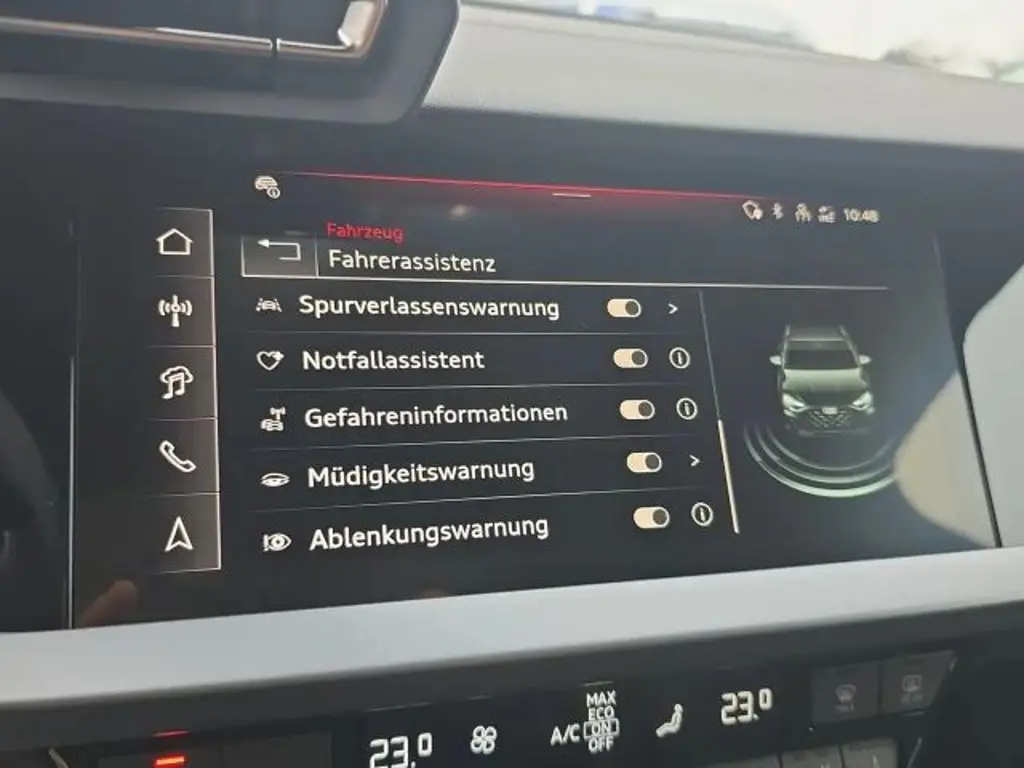 10:48
Fahrzeug
Fahrerassistenz
Spurverlassenswarnung
Notfallassistent
Gefahreninformationen
Müdigkeitswarnung
Ablenkungswarnung
MAX
ECO
A/C ON
OFF
23.0
23.0